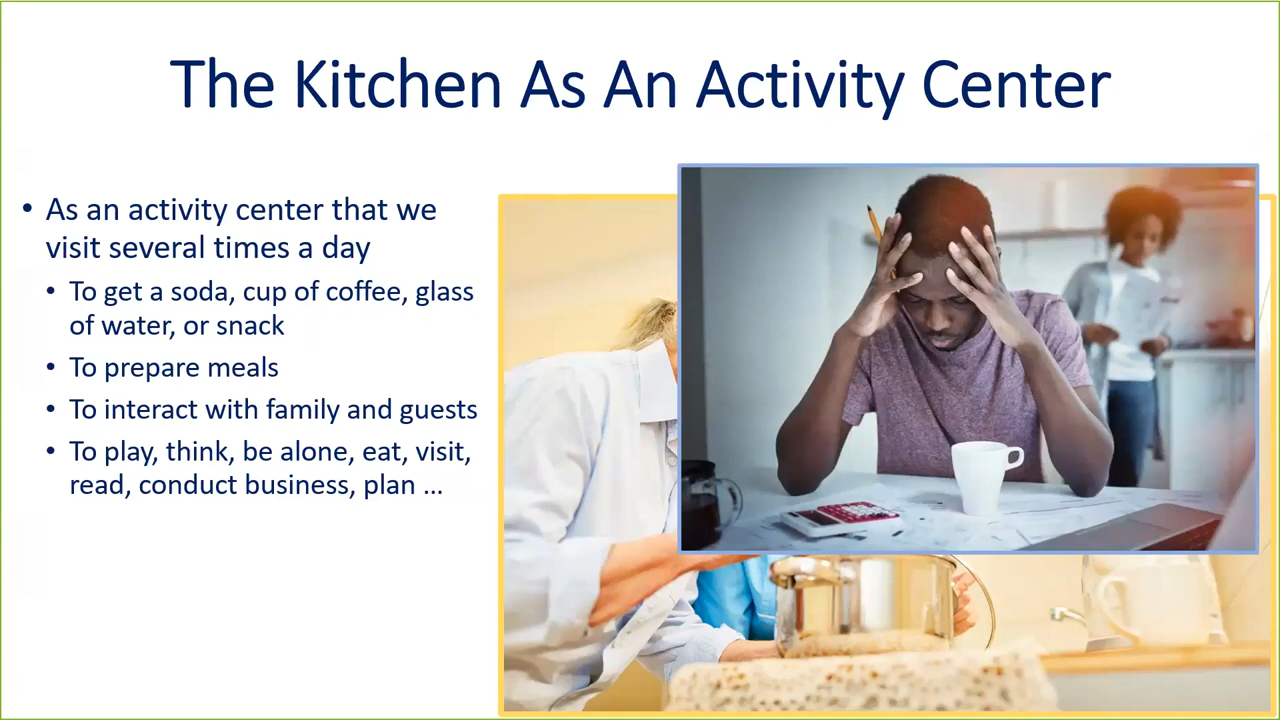 The Kitchen As An Activity Center
• As an activity center that we
visit several times a day
• To get a soda, cup of coffee, glass
of water, or snack
• To prepare meals
• To interact with family and guests
• To play, think, be alone, eat, visit,
read, conduct business, plan …